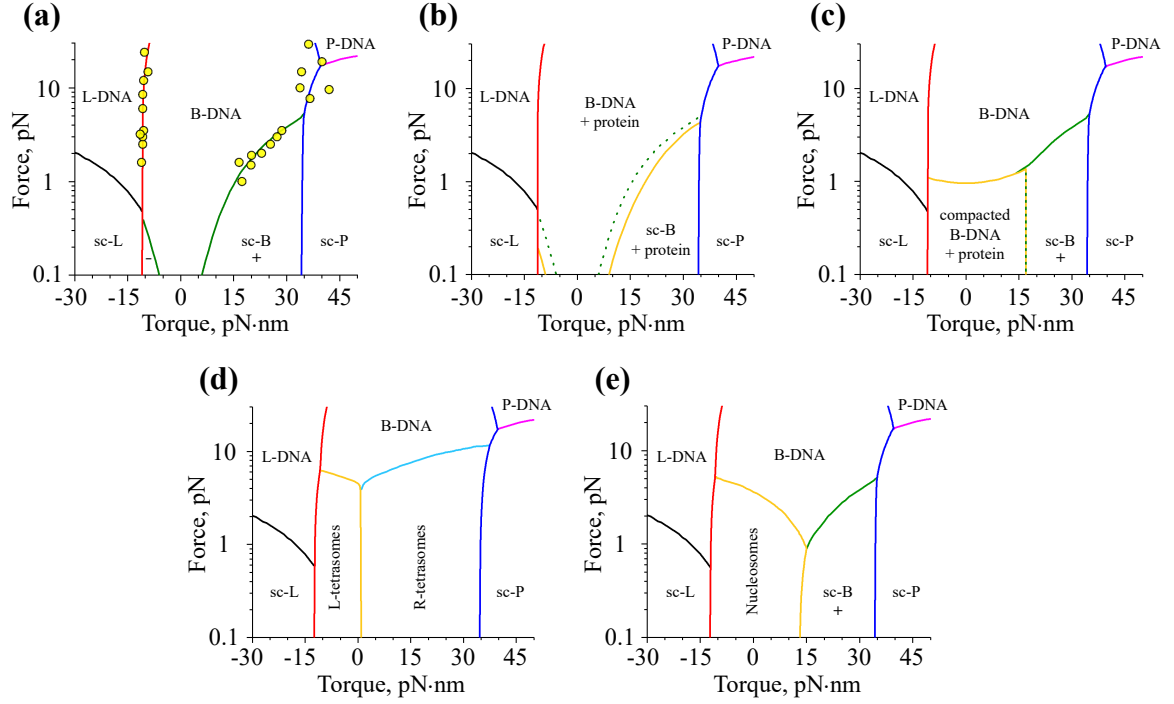 (a)
P-DNA
L-DNA
B-DNA
Force, pN
10
1
0.1
sc-L
-
sc-B
+
sc-P
-30
-15
0
15
30
45
Torque, pN·nm
(b)
P-DNA
L-DNA
B-DNA
+ protein
Force, pN
10
1
0.1
sc-L
sc-B
+ protein
sc-P
-30
-15
0
15
30
45
Torque, pN·nm
(c)
P-DNA
L-DNA
B-DNA
Force, pN
10
1
0.1
sc-L
compacted
B-DNA
+ protein
sc-B
+
sc-P
-30
-15
0
15
30
45
Torque, pN·nm
(d)
P-DNA
B-DNA
L-DNA
Force, pN
10
1
0.1
sc-L
L-tetrasomes
R-tetrasomes
sc-P
-30
-15
0
15
30
45
Torque, pN·nm
(e)
P-DNA
L-DNA
B-DNA
Force, pN
10
1
0.1
sc-L
Nucleosomes
sc-B
+
sc-P
-30
-15
0
15
30
45
Torque, pN·nm